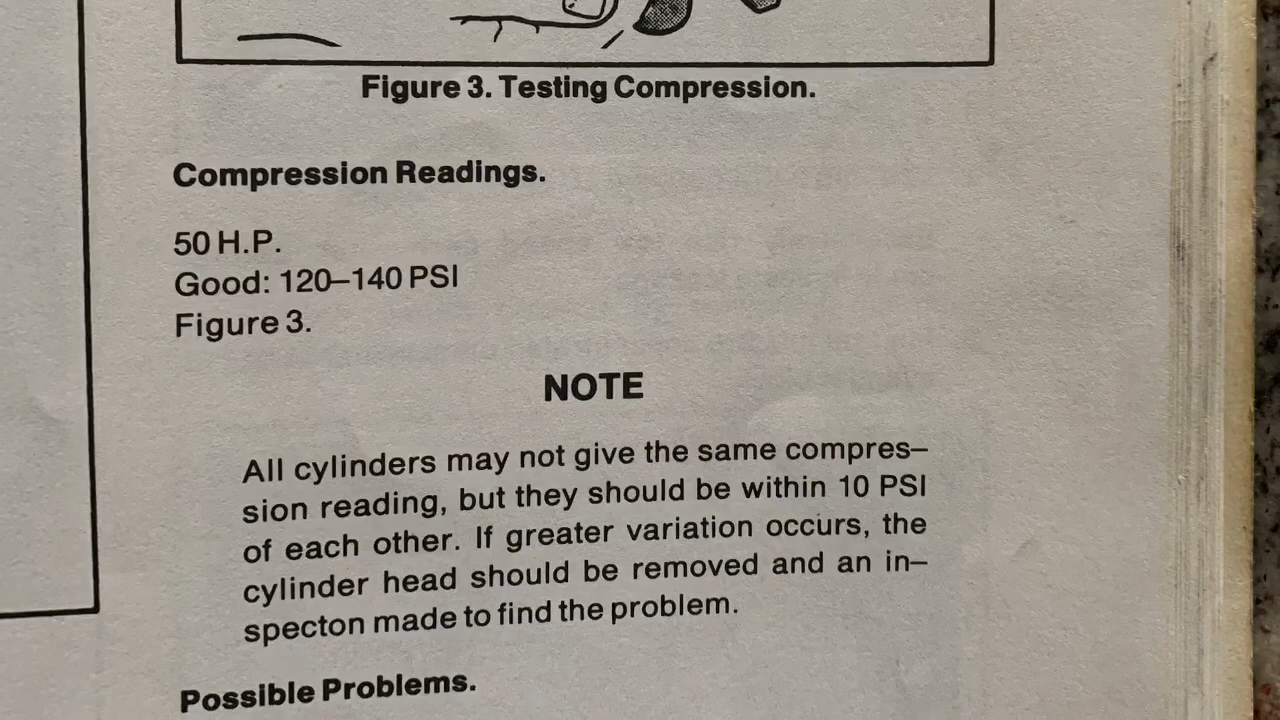 Figure 3. Testing Compression.
Compression Readings.
50 H.P.
Good: 120–140 PSI
Figure 3.
NOTE
All cylinders may not give the same compres–
sion reading, but they should be within 10 PSI
of each other. If greater variation occurs, the
cylinder head should be removed and an in–
specton made to find the problem.
Possible Problems.